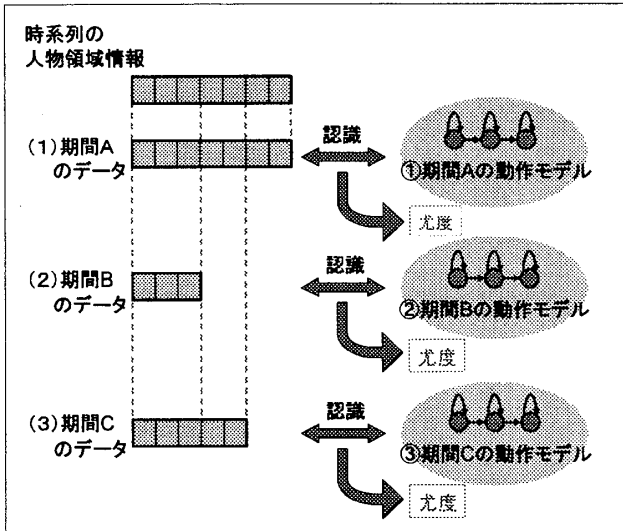 時系列の
人物領域情報
(1)期間A
のデータ
認識
①期間Aの動作モデル
尤度
(2)期間B
のデータ
認識
②期間Bの動作モデル
尤度
(3)期間C
のデータ
認識
③期間Cの動作モデル
尤度